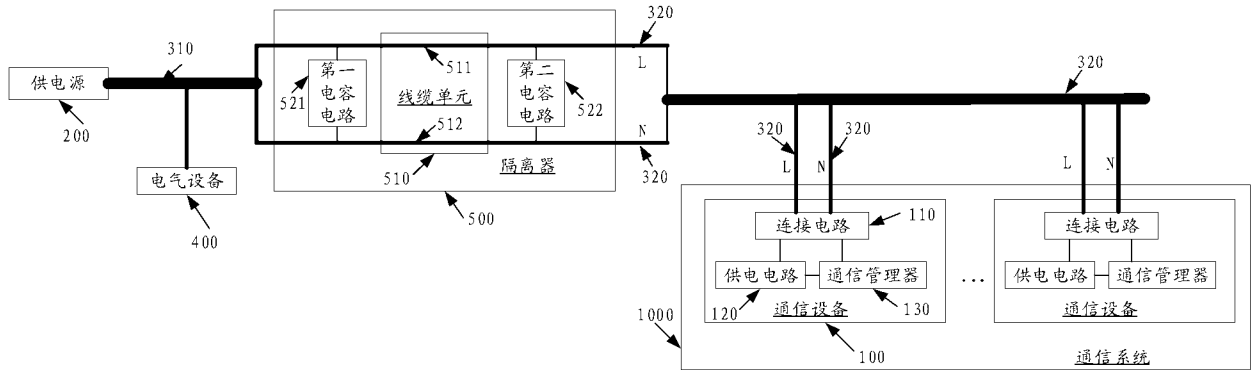 供电源
200
310
电气设备
400
521
第一
电容
电路
511
线缆单元
512
510
第二
电容
电路
522
隔离器
500
320
L
N
320
320
320
L
N
320
L
N
连接电路
110
供电电路
通信管理器
120
通信设备
130
100
...
连接电路
供电电路
通信管理器
通信设备
1000
通信系统